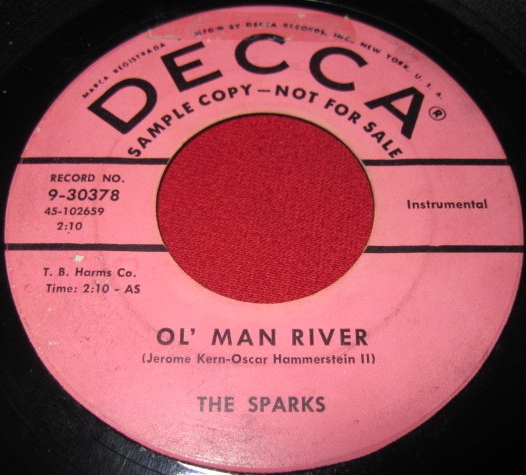 MARCA REGISTRADA MFG'D BY DECCA RECORDS, INC., NEW YORK, U. S. A.
DECCA®
SAMPLE COPY—NOT FOR SALE
RECORD NO.
9-30378
45-102659
2:10
Instrumental
T. B. Harms Co.
Time: 2:10 - AS
OL' MAN RIVER
(Jerome Kern-Oscar Hammerstein II)
THE SPARKS